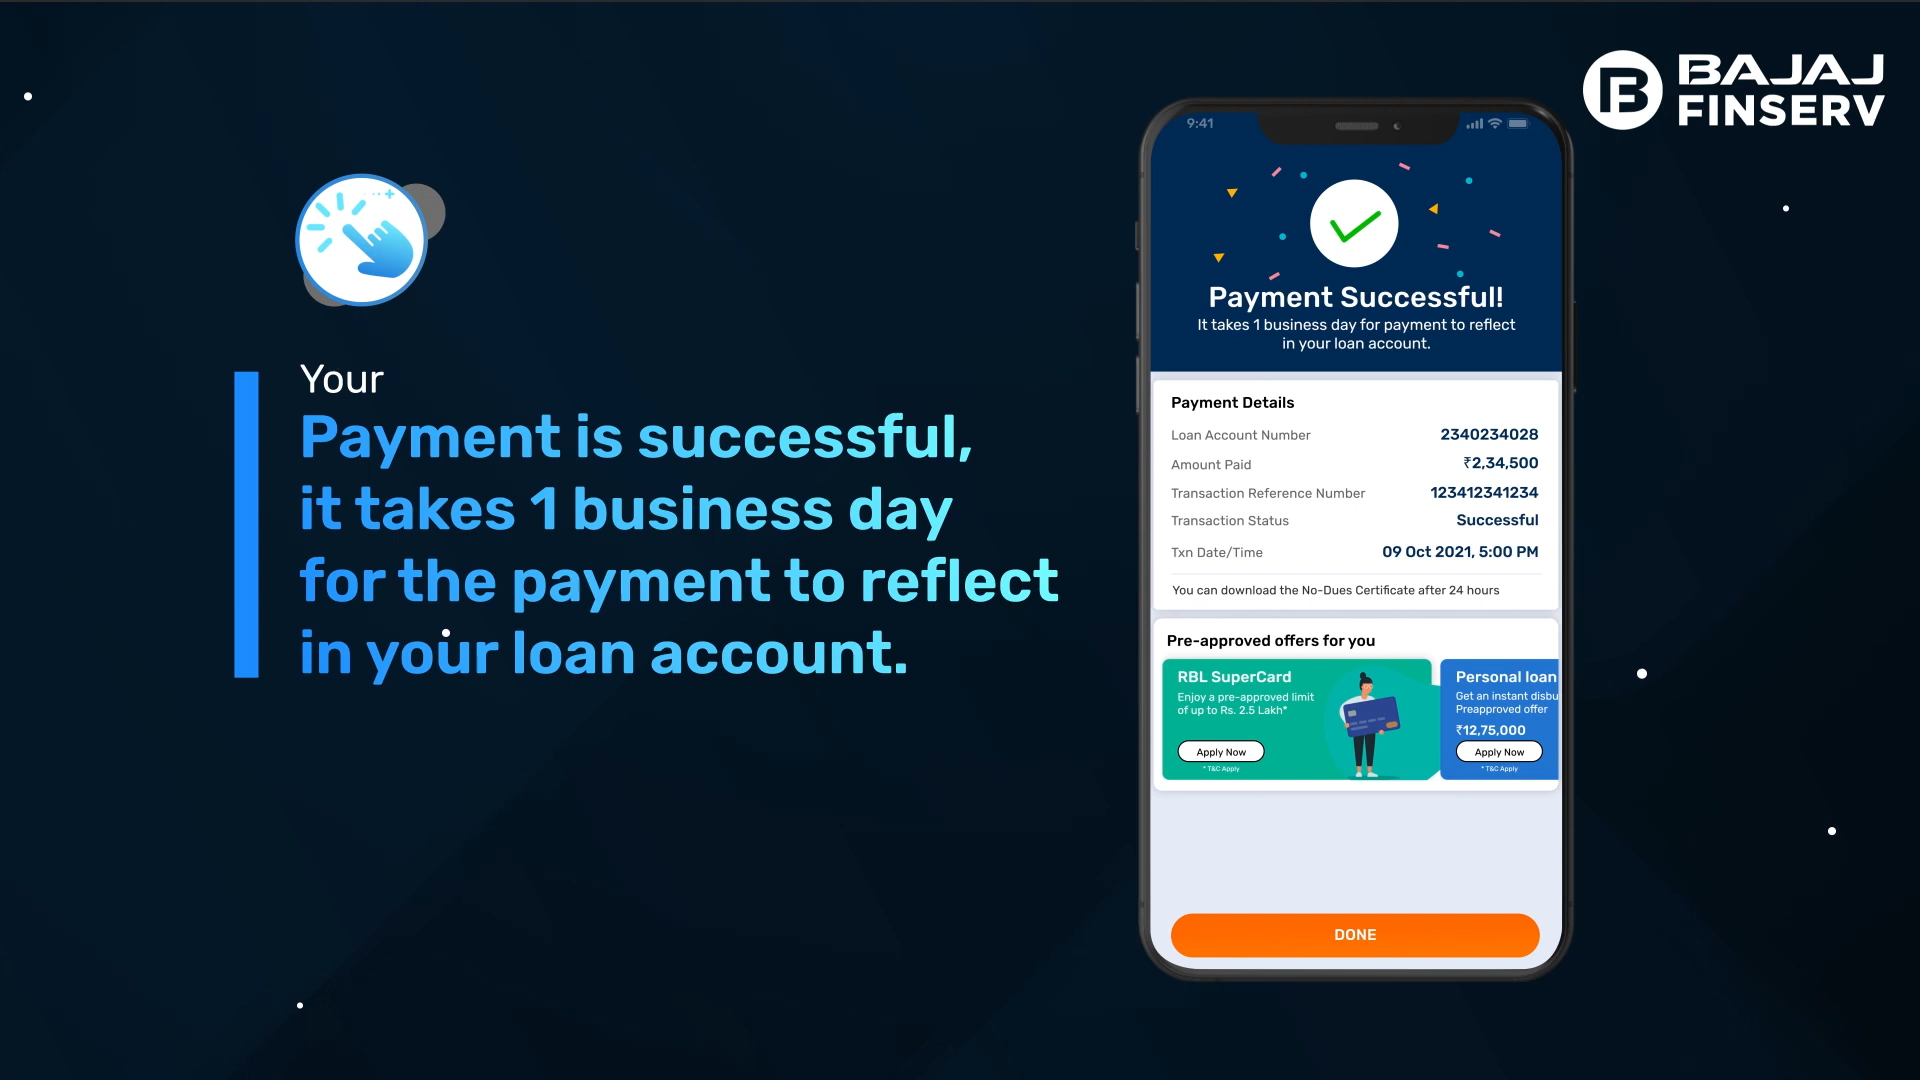 BAJAJ
FINSERV
Your
Payment is successful,
it takes 1 business day
for the payment to reflect
in your loan account.
9:41
Payment Successful!
It takes 1 business day for payment to reflect
in your loan account.
Payment Details
Loan Account Number 2340234028
Amount Paid ₹2,34,500
Transaction Reference Number 123412341234
Transaction Status Successful
Txn Date/Time 09 Oct 2021, 5:00 PM
You can download the No-Dues Certificate after 24 hours
Pre-approved offers for you
RBL SuperCard
Enjoy a pre-approved limit
of up to Rs. 2.5 Lakh*
Apply Now
* T&C Apply
Personal loan
Get an instant disbu
Preapproved offer
₹12,75,000
Apply Now
* T&C Apply
DONE